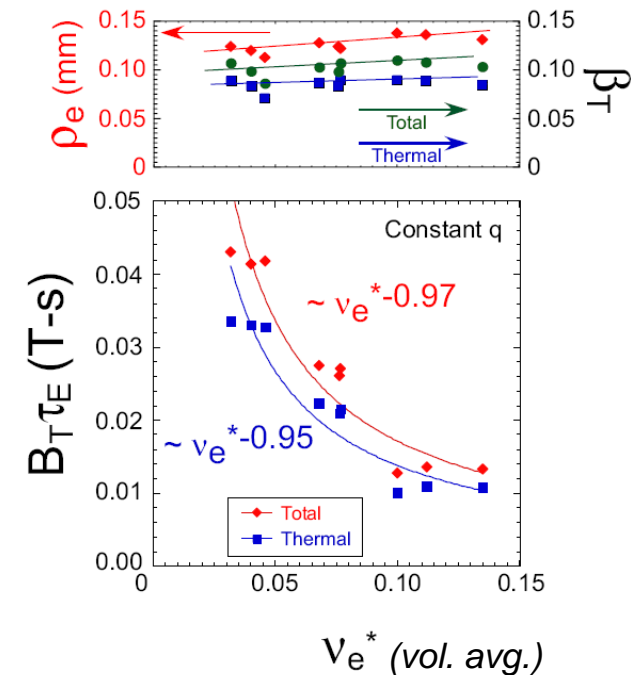 0.15
0.10
0.05
0
ρe (mm)
0.15
0.10
0.05
0
βT
Total
Thermal
0.05
0.04
0.03
0.02
0.01
0.00
BTτE (T-s)
Constant q
~ νe*-0.97
~ νe*-0.95
Total
Thermal
0 0.05 0.10 0.15
νe* (vol. avg.)